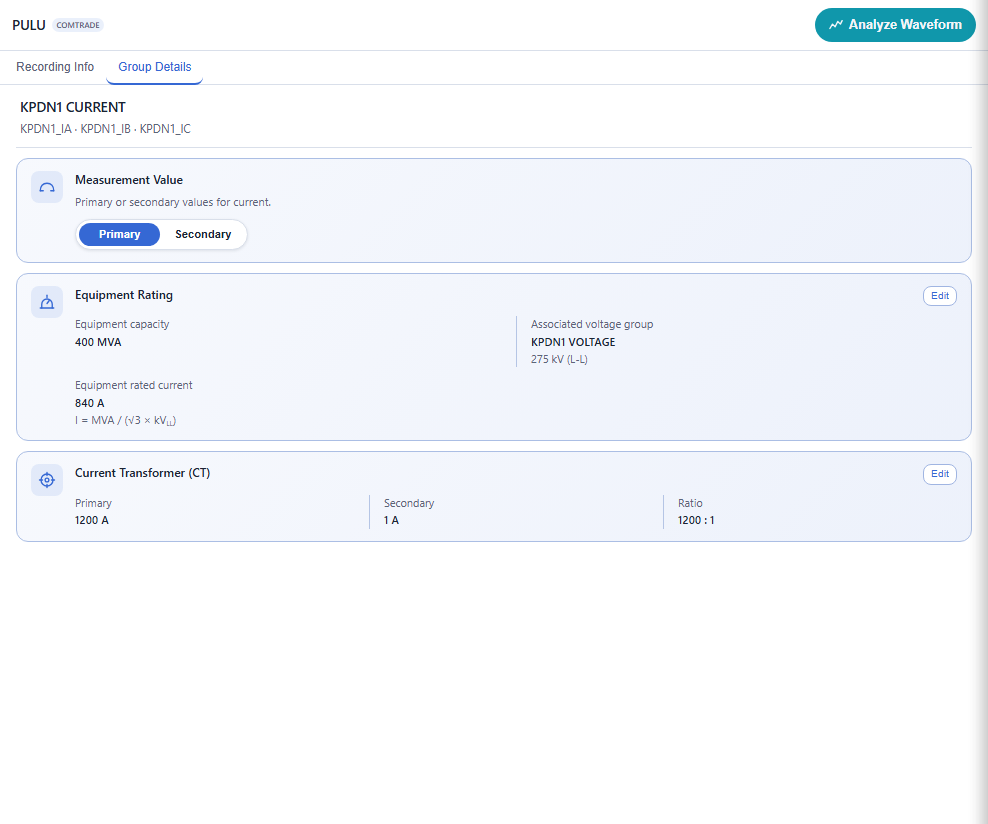 PULU COMTRADE
Analyze Waveform
Recording Info Group Details
KPDN1 CURRENT
KPDN1_IA · KPDN1_IB · KPDN1_IC
Measurement Value
Primary or secondary values for current.
Primary Secondary
Equipment Rating
Edit
Equipment capacity
400 MVA
Associated voltage group
KPDN1 VOLTAGE
275 kV (L-L)
Equipment rated current
840 A
I = MVA / (√3 × kV_LL)
Current Transformer (CT)
Edit
Primary
1200 A
Secondary
1 A
Ratio
1200 : 1